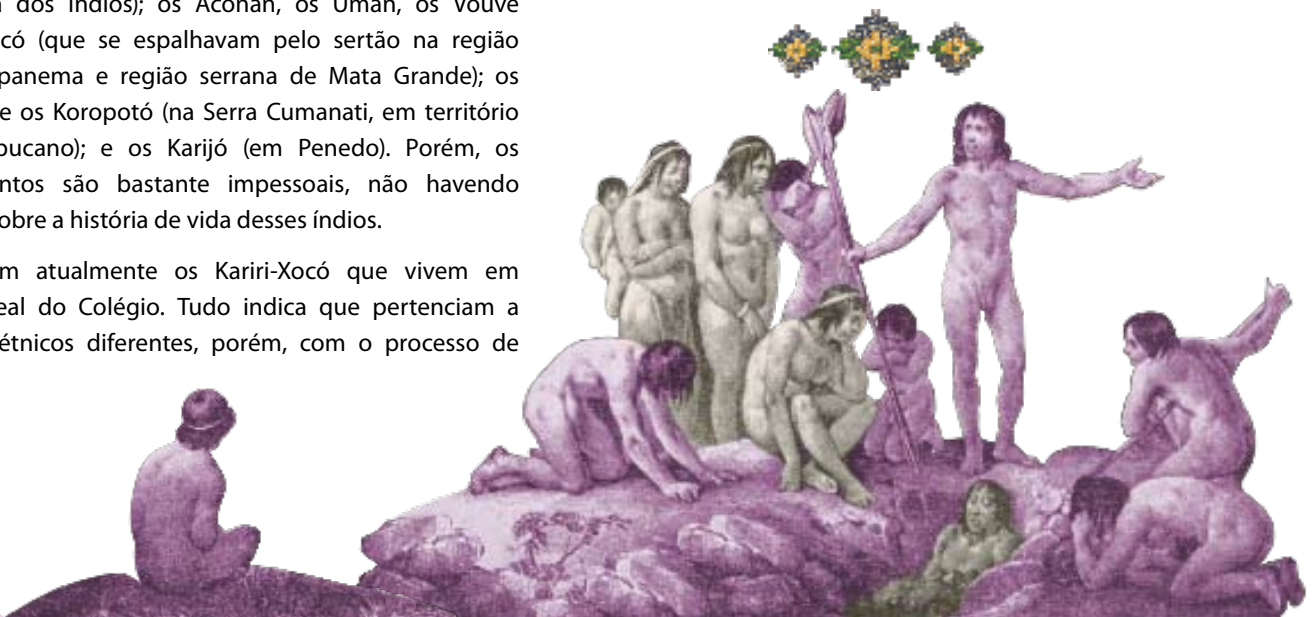 dos Índios); os Aconan, os Uman, os Vouve
có (que se espalhavam pelo sertão na região
panema e região serrana de Mata Grande); os
e os Koropotó (na Serra Cumanati, em território
bucano); e os Karijó (em Penedo). Porém, os
ntos são bastante impessoais, não havendo
obre a história de vida desses índios.
m atualmente os Kariri-Xocó que vivem em
eal do Colégio. Tudo indica que pertenciam a
étnicos diferentes, porém, com o processo de